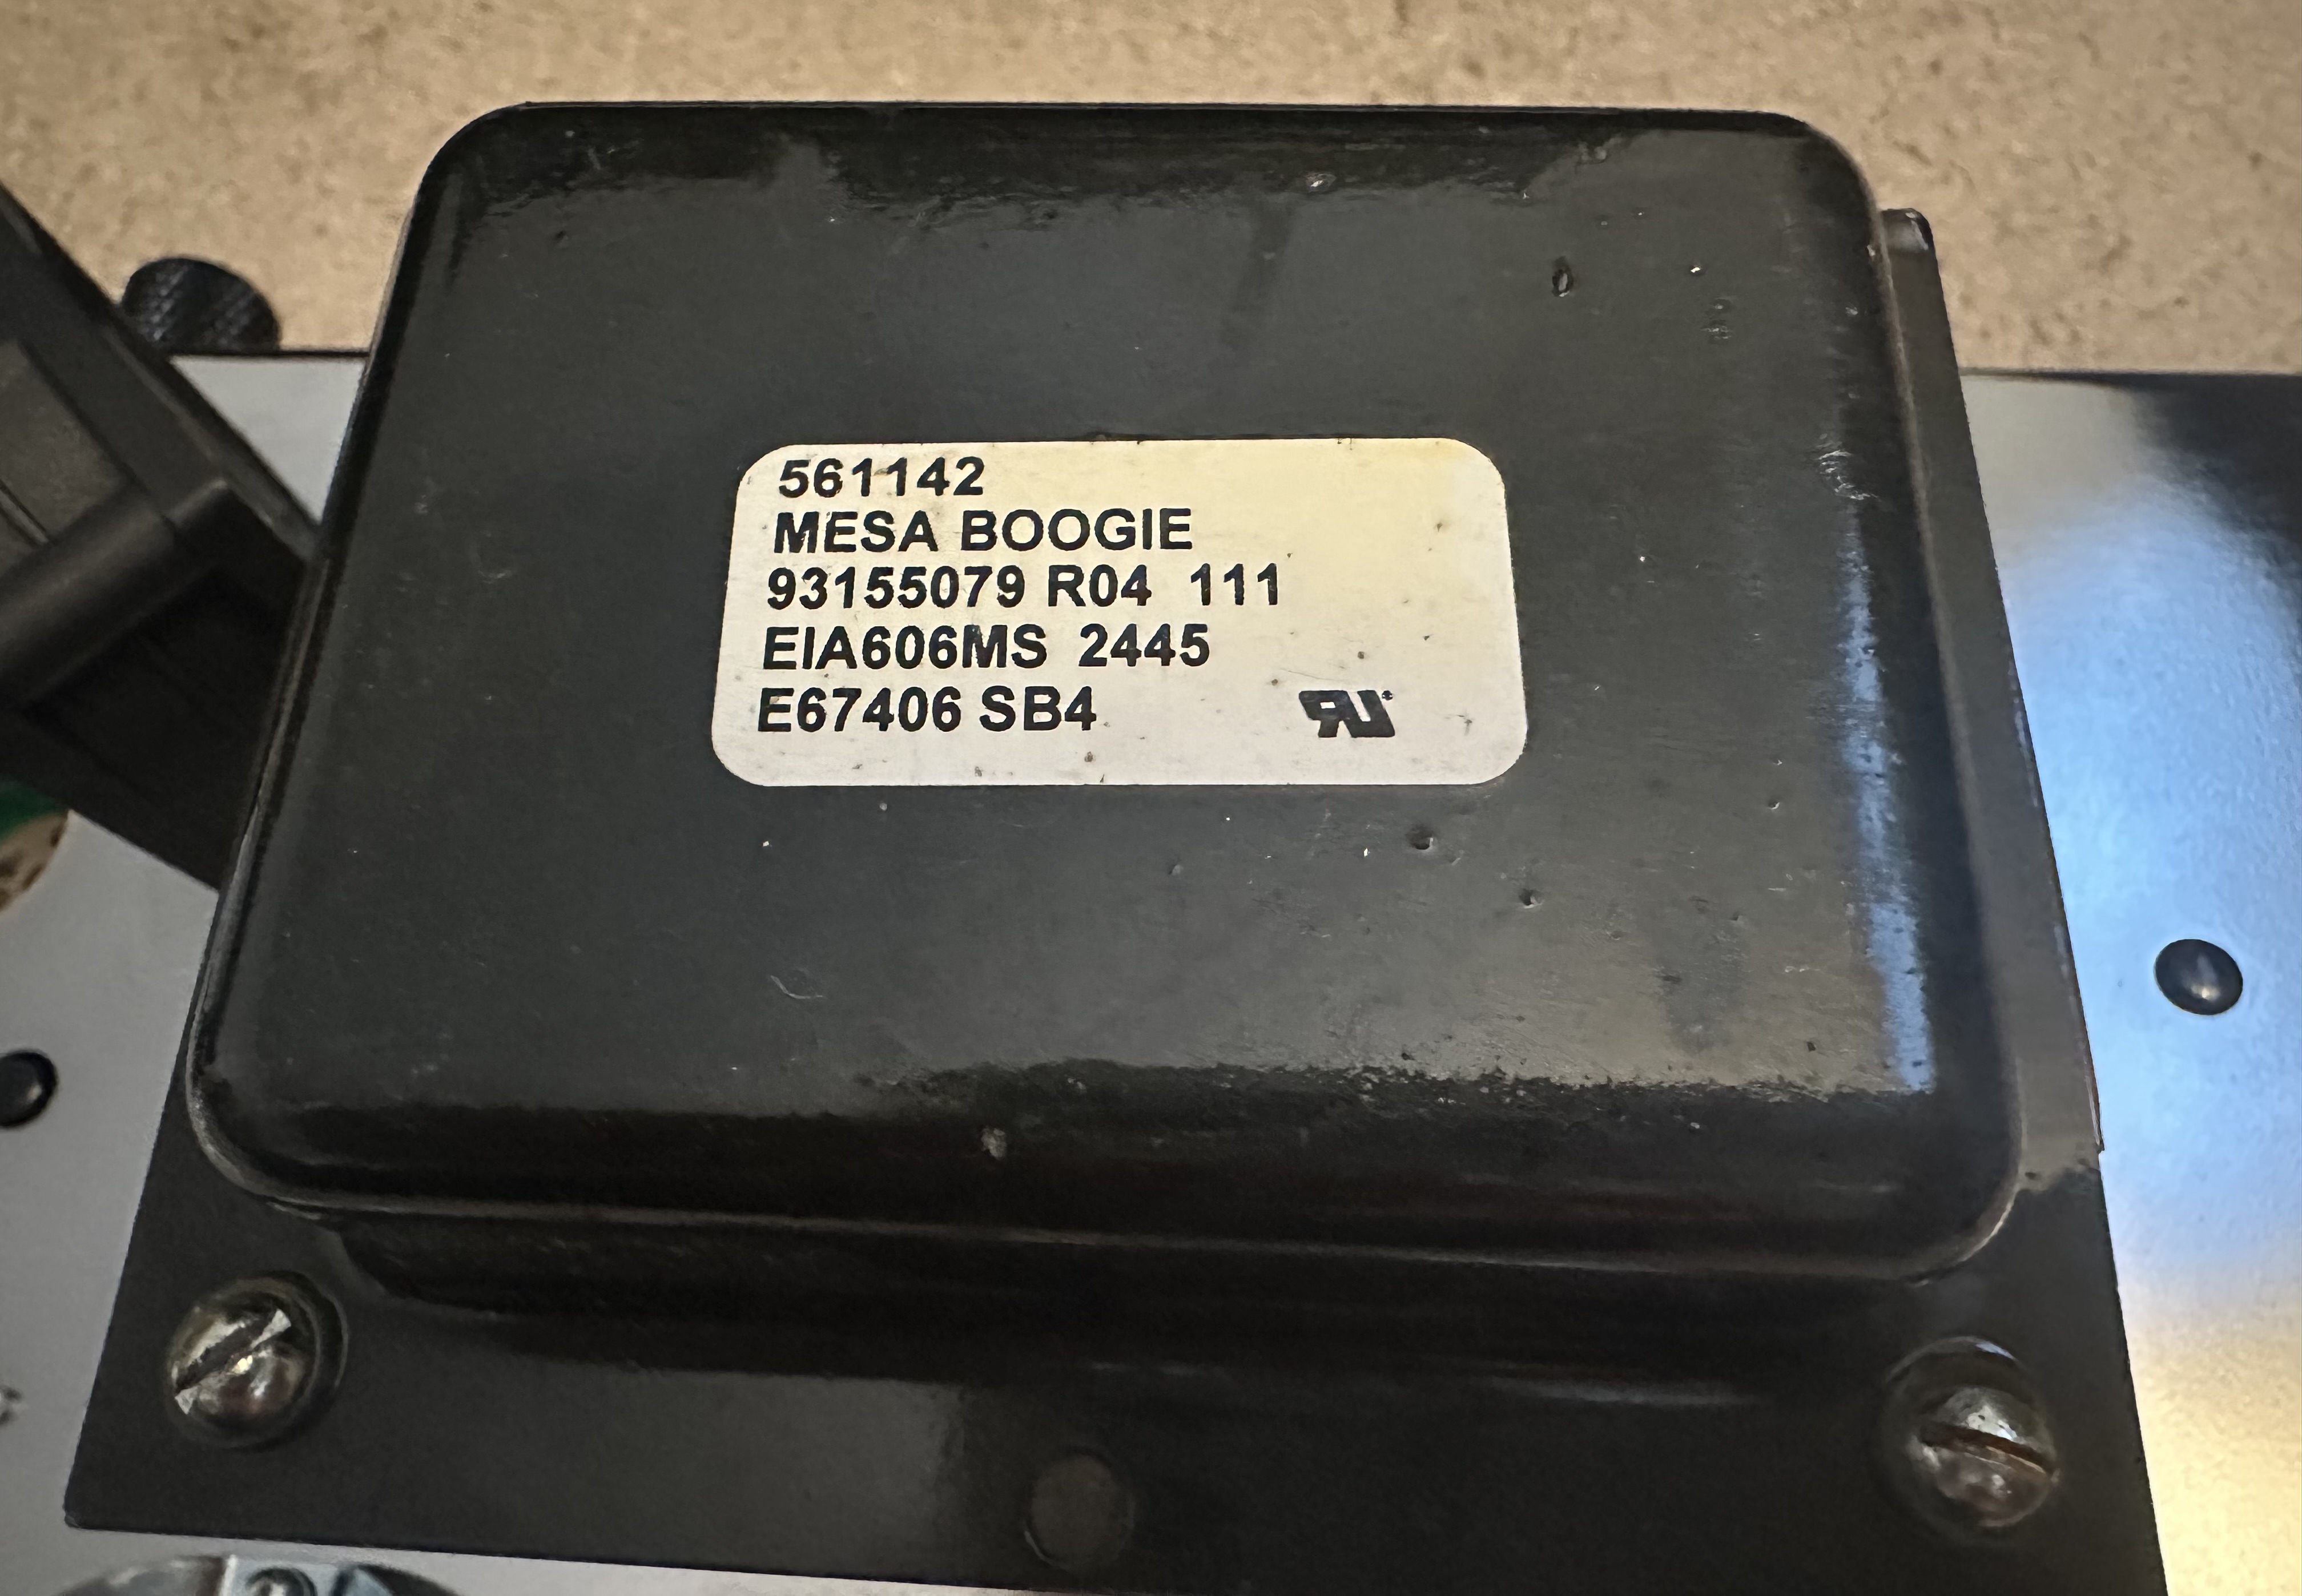 561142
MESA BOOGIE
93155079 R04 111
EIA606MS 2445
E67406 SB4